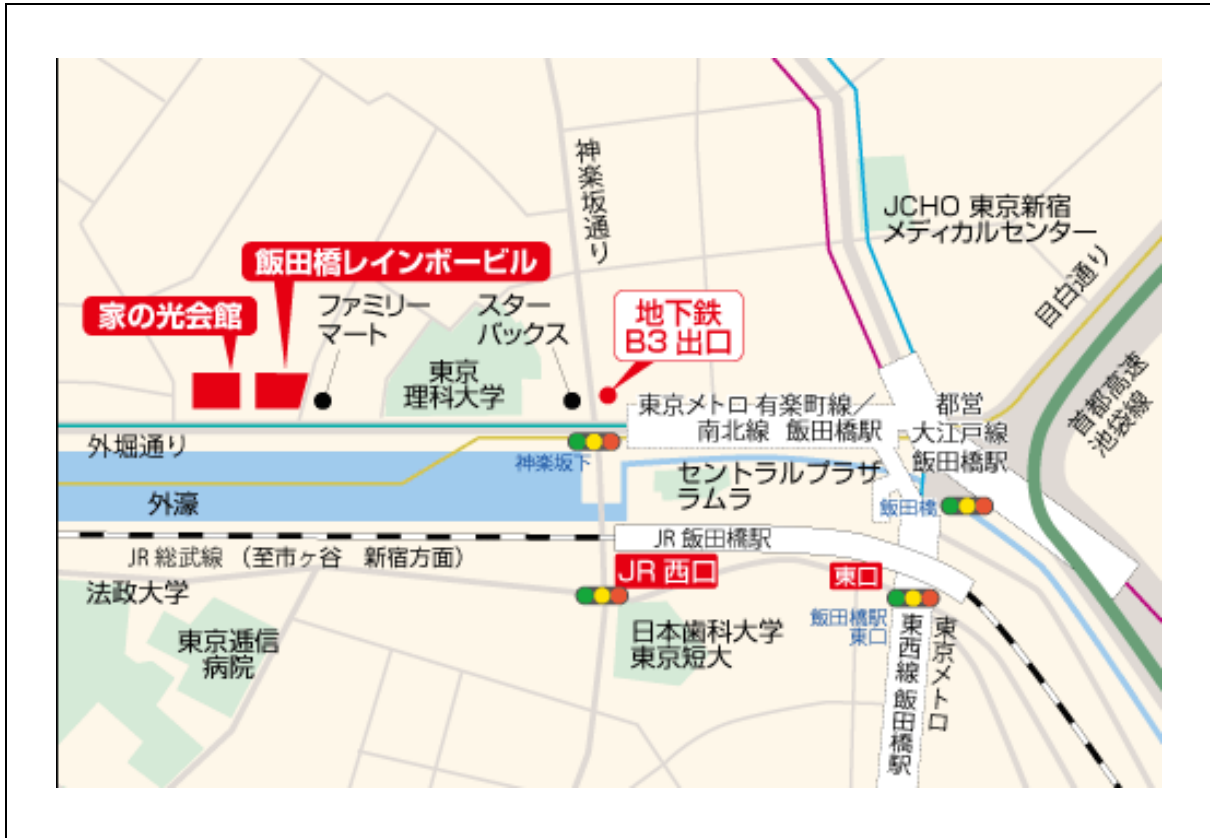 神楽坂通り
JCHO 東京新宿
メディカルセンター
目白通り
首都高速
池袋線
飯田橋レインボービル
家の光会館
ファミリー
マート
スター
バックス
地下鉄
B3 出口
東京
理科大学
東京メトロ 有楽町線／
南北線 飯田橋駅
都営
大江戸線
飯田橋駅
外堀通り
神楽坂下
セントラルプラザ
ラムラ
外濠
飯田橋
JR 飯田橋駅
JR 総武線 （至市ヶ谷 新宿方面）
JR 西口
東口
法政大学
飯田橋駅
東口
日本歯科大学
東京短大
東京逓信
病院
東京メトロ
東西線 飯田橋駅